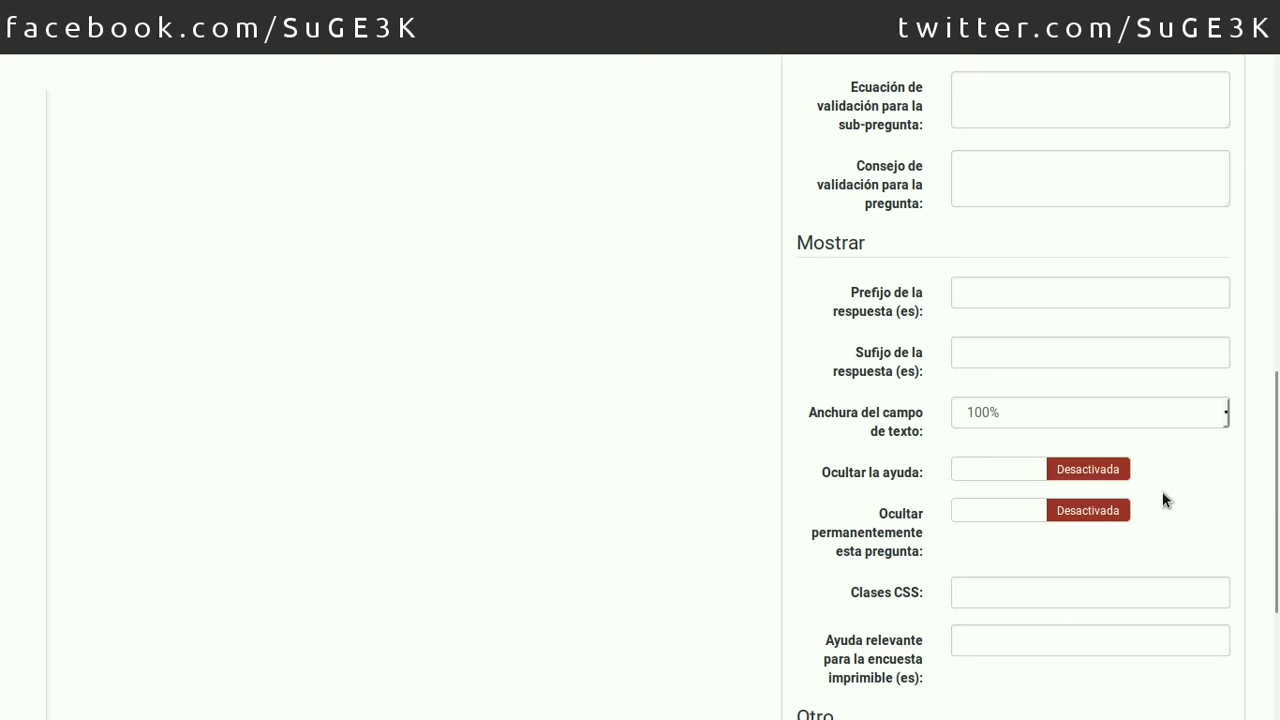 facebook.com/SuGE3K
twitter.com/SuGE3K
Ecuación de
validación para la
sub-pregunta:
Consejo de
validación para la
pregunta:
Mostrar
Prefijo de la
respuesta (es):
Sufijo de la
respuesta (es):
Anchura del campo
de texto:
100%
Ocultar la ayuda:
Desactivada
Ocultar
permanentemente
esta pregunta:
Desactivada
Clases CSS:
Ayuda relevante
para la encuesta
imprimible (es):
Otro